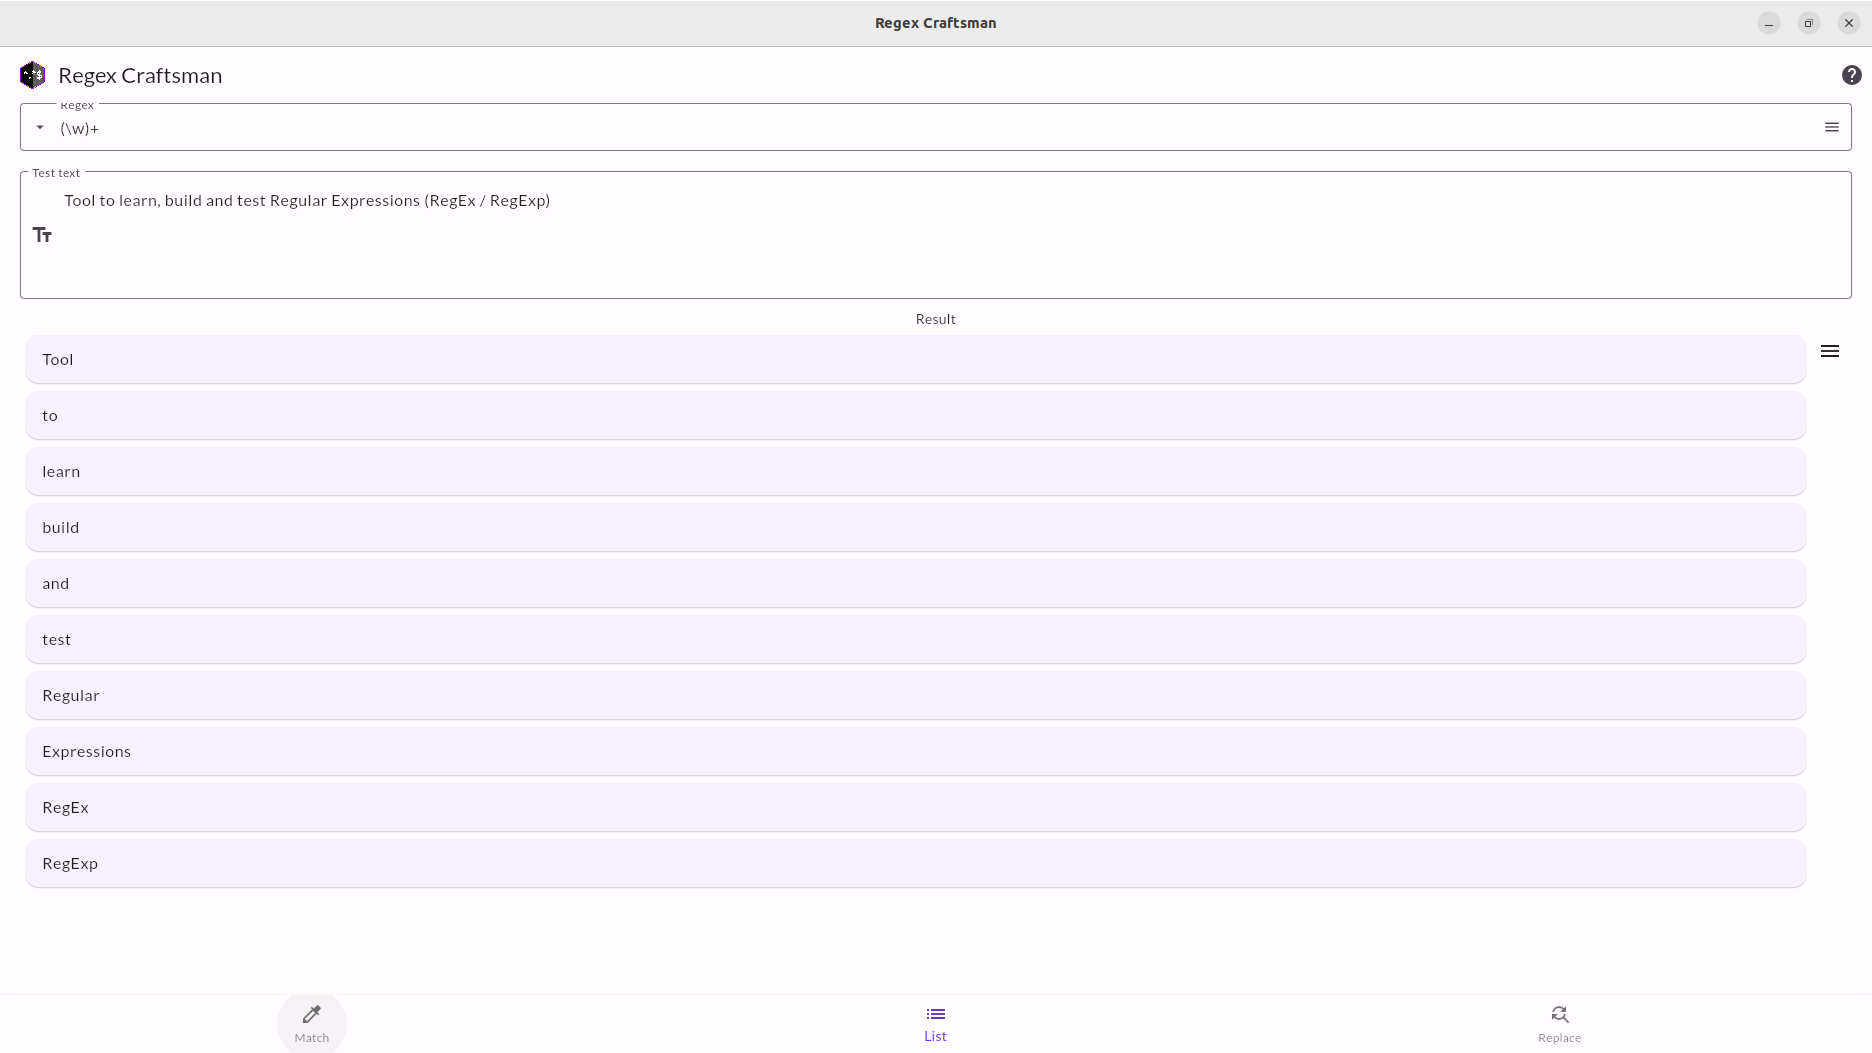 Regex Craftsman
Regex Craftsman
Regex
(\w)+
Test text
Tool to learn, build and test Regular Expressions (RegEx / RegExp)
Result
Tool
to
learn
build
and
test
Regular
Expressions
RegEx
RegExp
Match
List
Replace